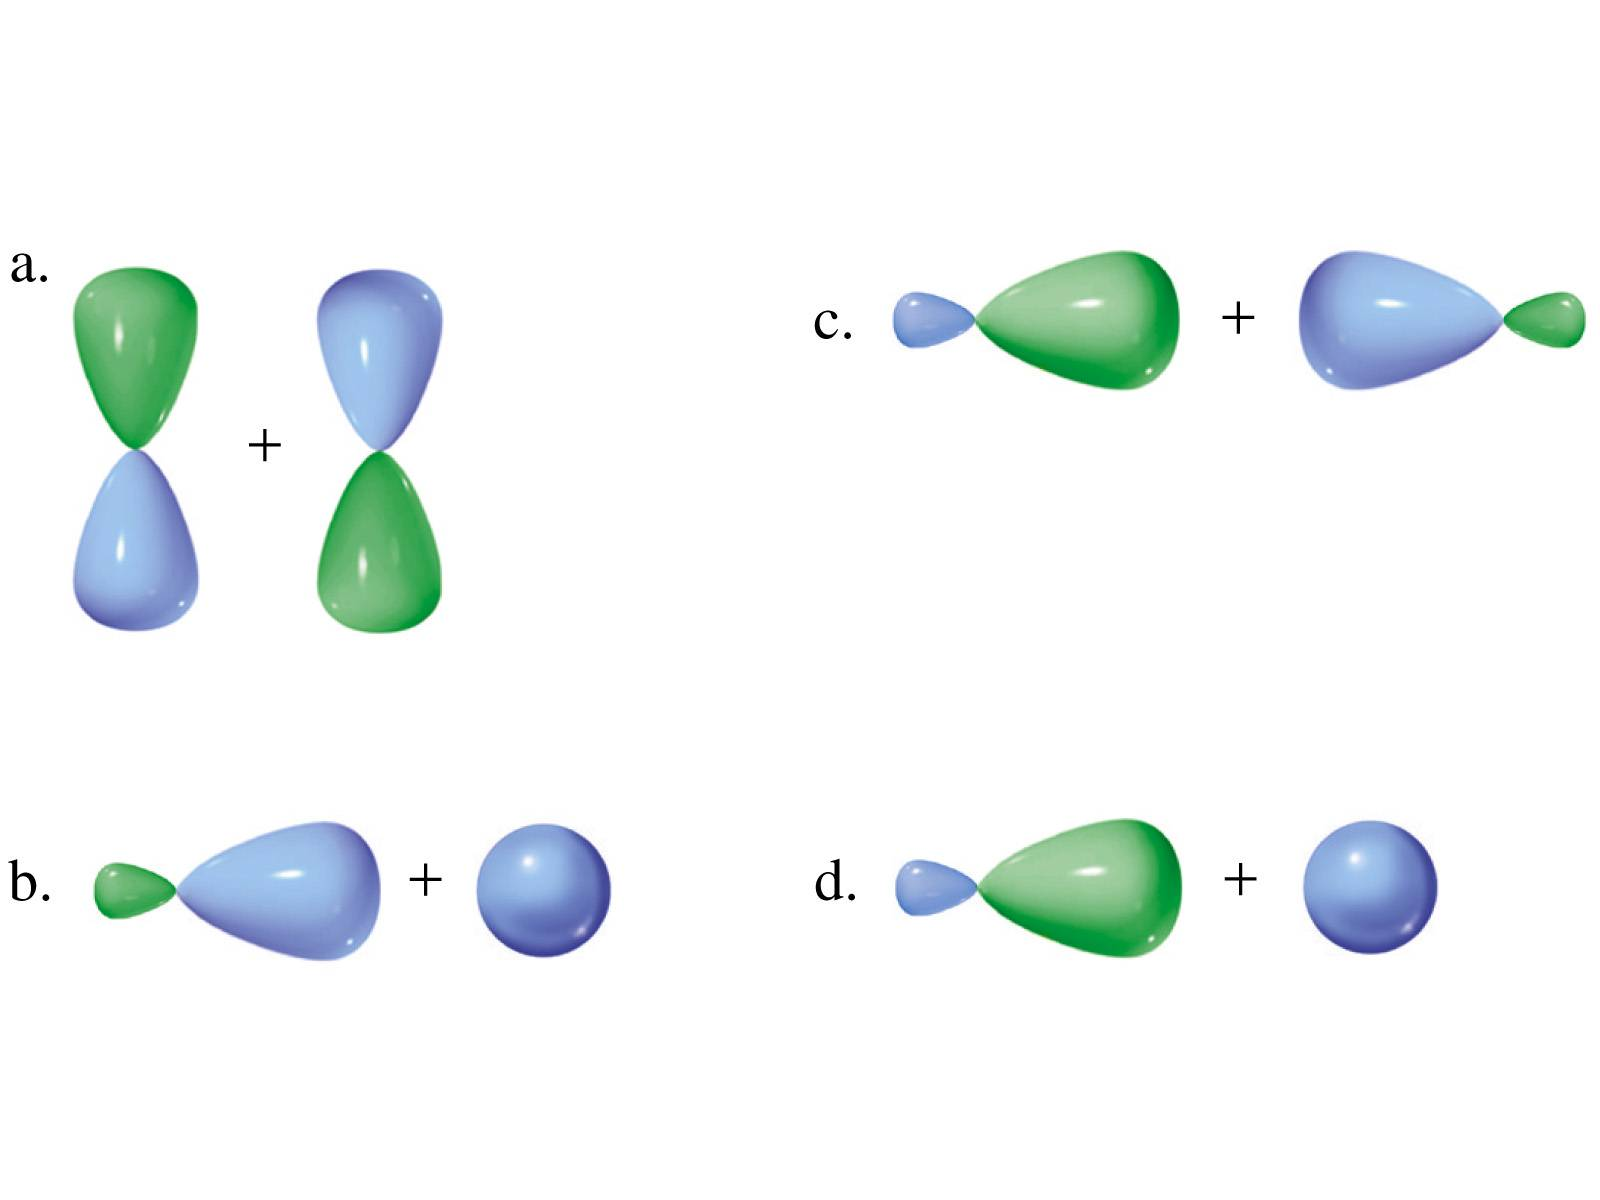 a. +
c. +
b. +
d. +